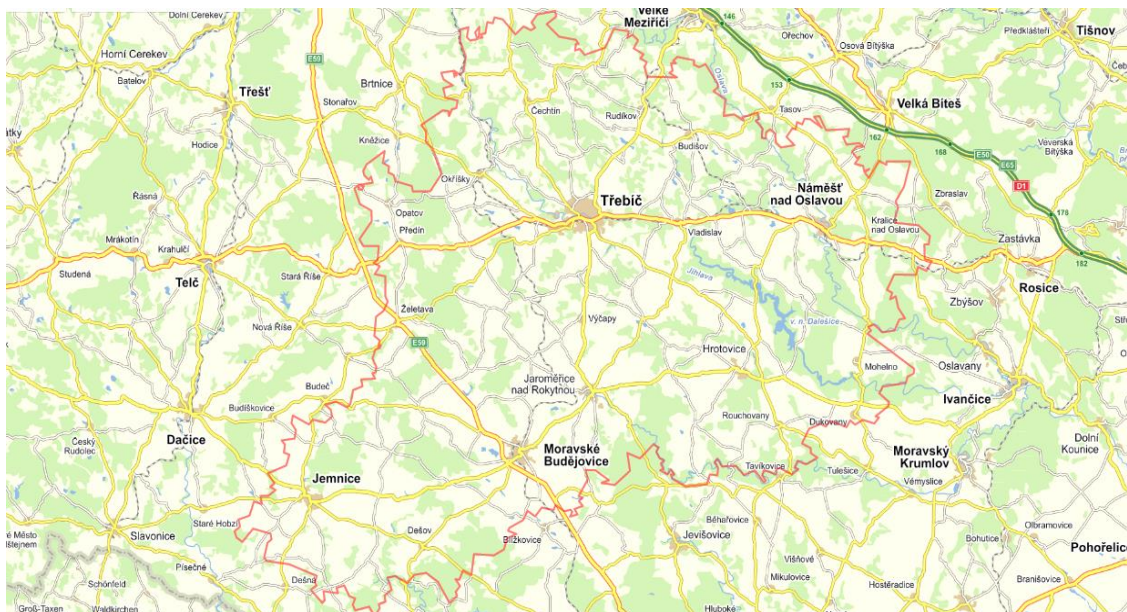 Dolní Cerekev
Velké
Meziříčí
146
Ořechov
Předklášteří
Tišnov
Horní Cerekev
Batelov
E59
Brtnice
Osová Bítýška
Třešť
Stonařov
Oslava
153
Čechtín
Rudíkov
Tasov
Velká Bíteš
162
Kněžice
Hodice
Budišov
168
E50
E65
D1
Veverská
Bítýška
Okříšky
Řásná
Třebíč
Náměšť
nad Oslavou
Zbraslav
Opatov
Předín
178
Kralice
nad Oslavou
Mrákotín
Krahulčí
Vladislav
Zastávka
Studená
Telč
Stará Říše
Jihlava
182
Rosice
Zbýšov
Želetava
Výčapy
v. n. Dalešice
Nová Říše
E59
Hrotovice
Mohelno
Oslavany
Jaroměřice
nad Rokytnou
Budeč
Ivančice
Budíškovice
Rouchovany
Dukovany
Dačice
Český
Rudolec
Dolní
Kounice
Moravské
Budějovice
Moravský
Krumlov
Tavíkovice
Tulešice
Jemnice
Vémyslice
Staré Hobzí
Slavonice
Dešov
Běhařovice
Olbramovice
Jevišovice
Bohutice
Blížkovice
Pohořelice
Písečné
Višňové
Dešná
Mikulovice
Hostěradice
Branišovice
Schönfeld
Groß-Taxen
Waldkirchen
Hluboké